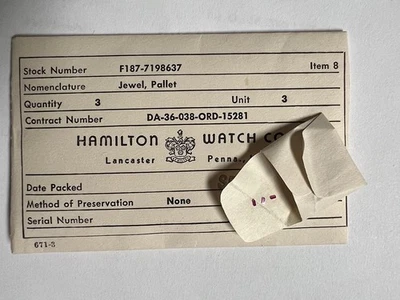 Stock Number F187-7198637 Item 8
Nomenclature Jewel, Pallet
Quantity 3 Unit 3
Contract Number DA-36-038-ORD-15281
HAMILTON WATCH CO
Lancaster Penna.,
Date Packed
Method of Preservation None
Serial Number
671-3